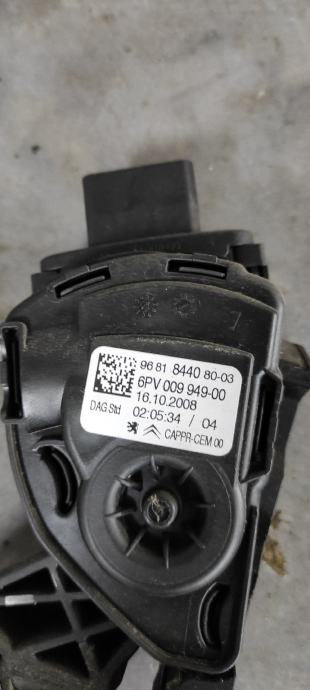 96 81 8440 80-03
6PV 009 949-00
16.10.2008
DAG Std 02:05:34 / 04
CAPPR-CEM 00